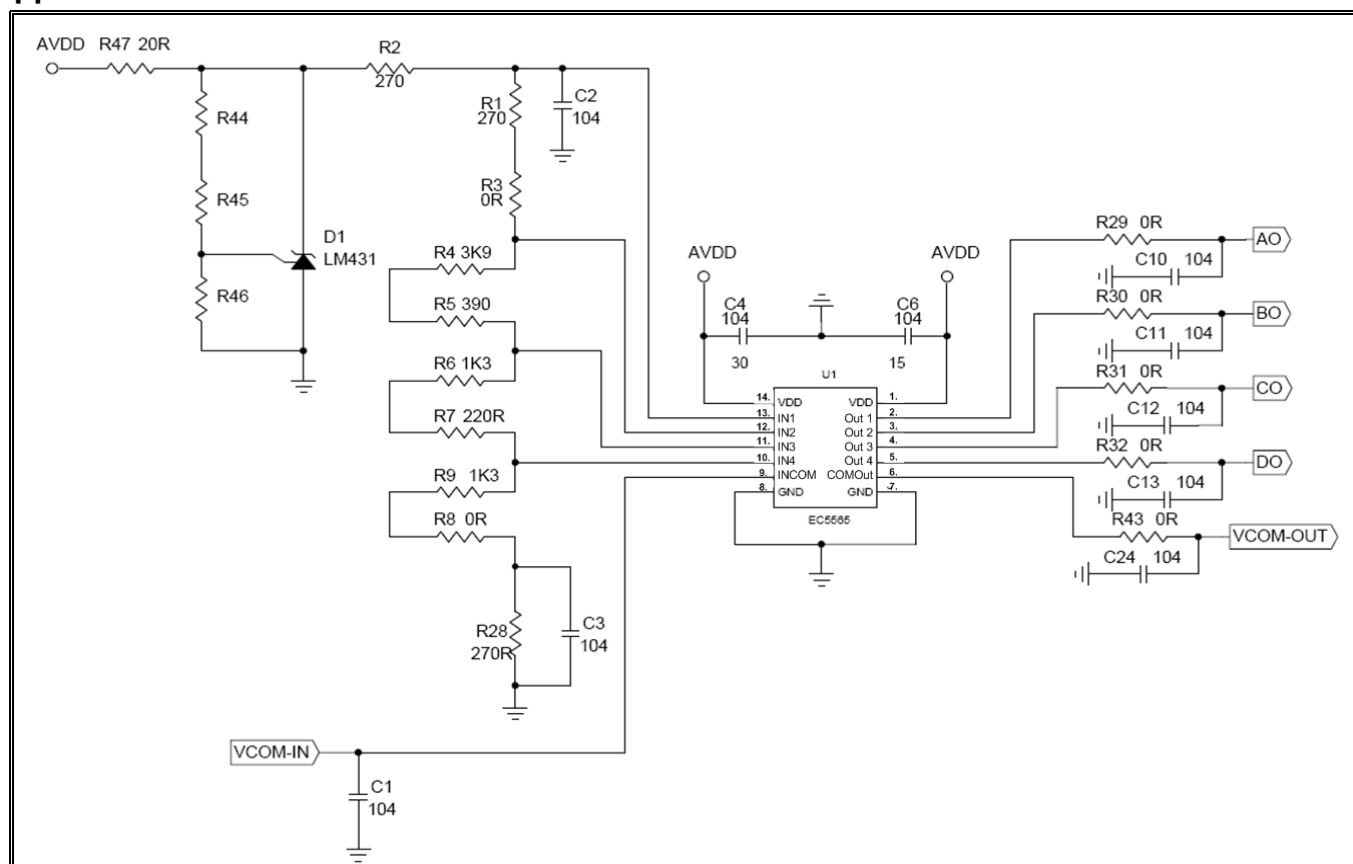 AVDD R47 20R
R2
270
R1
270
C2
104
R44
R3
0R
R45
D1
LM431
R46
R4 3K9
R5 390
R6 1K3
R7 220R
R9 1K3
R8 0R
R28
270R
C3
104
VCOM-IN
C1
104
AVDD
AVDD
C4
104
30
C6
104
15
U1
14. VDD VDD 1.
13. IN1 Out 1 2.
12. IN2 Out 2 3.
11. IN3 Out 3 4.
10. IN4 Out 4 5.
9. INCOM COMOut 6.
8. GND GND 7.
EC5565
R29 0R
AO
C10 104
R30 0R
BO
C11 104
R31 0R
CO
C12 104
R32 0R
DO
C13 104
R43 0R
VCOM-OUT
C24 104